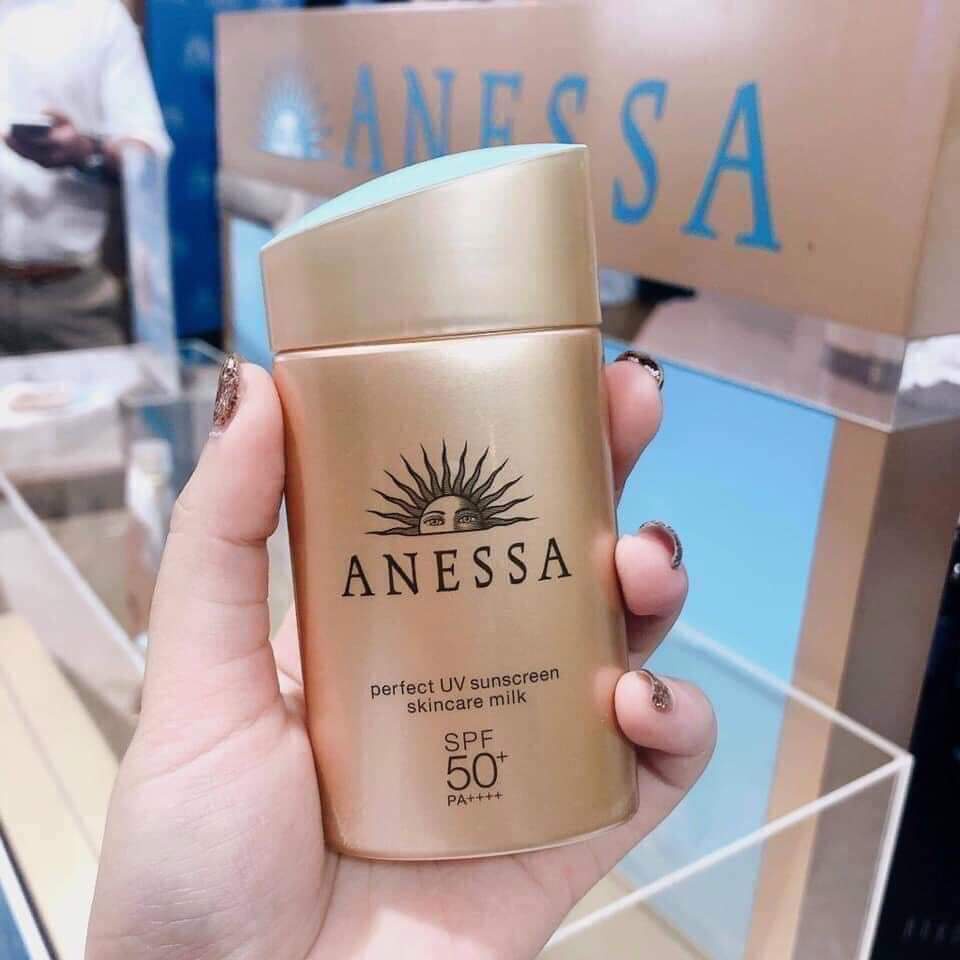 ANESSA
ANESSA
perfect UV sunscreen
skincare milk
SPF
50+
PA++++